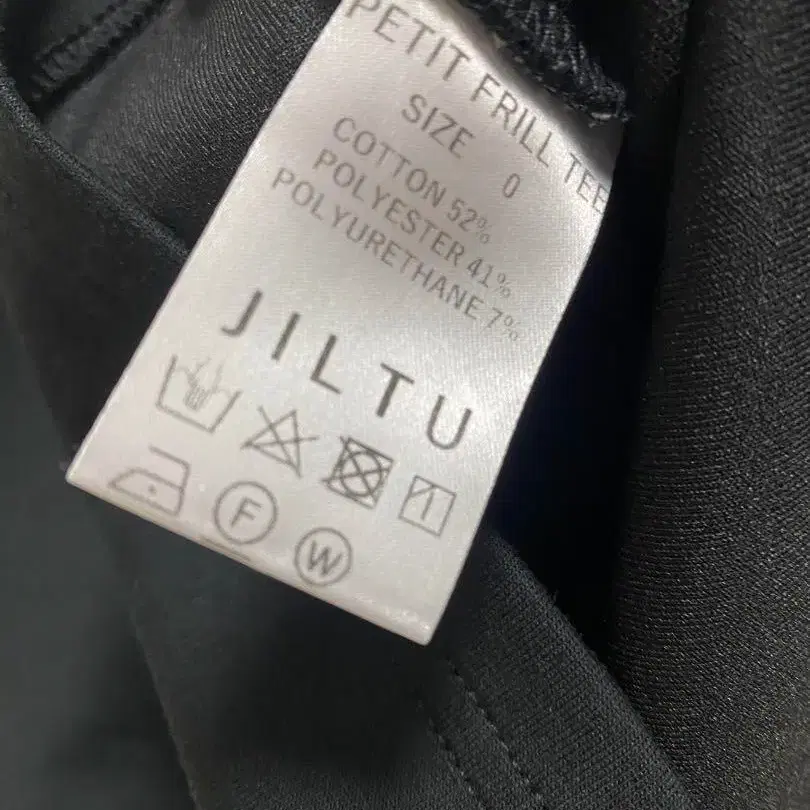 PETIT FRILL TEE
SIZE 0
COTTON 52%
POLYESTER 41%
POLYURETHANE 7%
JILTU
F
W